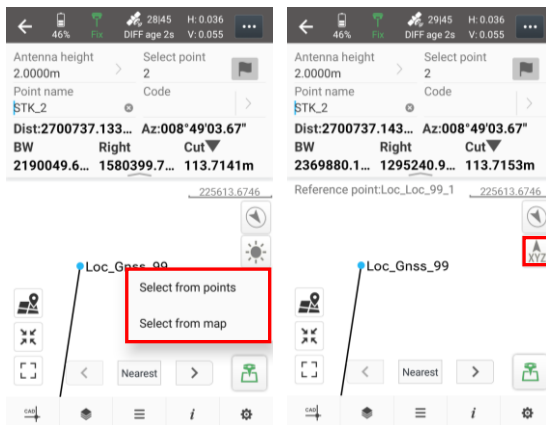 46% Fix 28|45 DIFF age 2s H: 0.036 V: 0.055
Antenna height
2.0000m
Select point
2
Point name
STK_2
Code
Dist:2700737.133... Az:008°49'03.67"
BW Right Cut
2190049.6... 1580399.7... 113.7141m
225613.6746
Loc_Gnss_99
Select from points
Select from map
Nearest
CAD
i
46% Fix 29|45 DIFF age 2s H: 0.036 V: 0.055
Antenna height
2.0000m
Select point
2
Point name
STK_2
Code
Dist:2700737.143... Az:008°49'03.67"
BW Right Cut
2369880.1... 1295240.9... 113.7153m
Reference point:Loc_Loc_99_1 225613.6746
XYZ
Loc_Gnss_99
Nearest
CAD
i